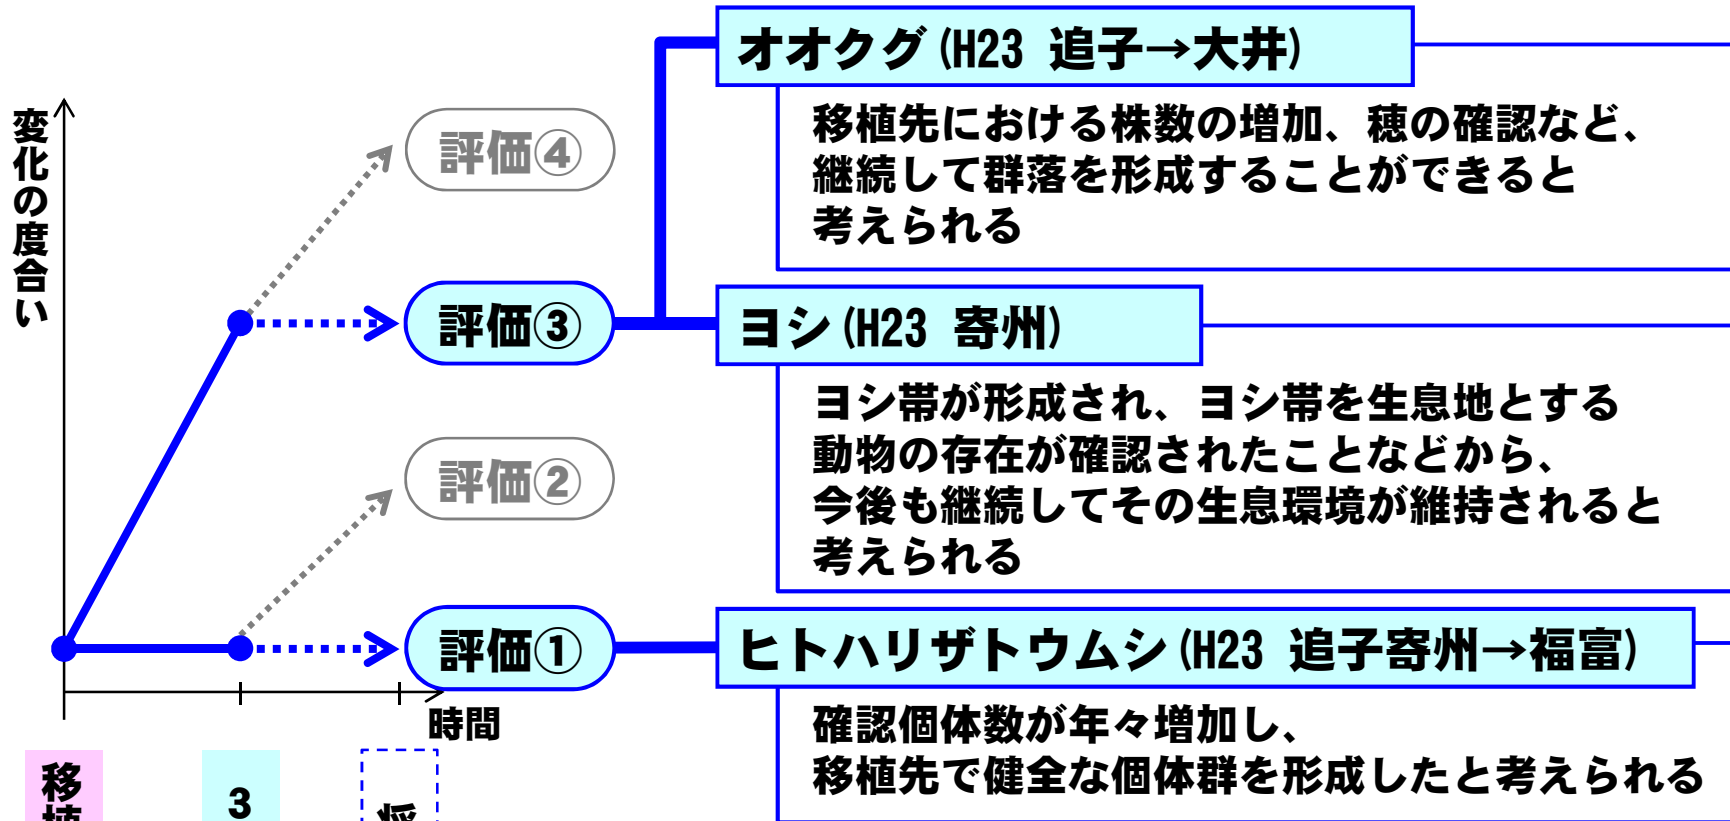 オオクグ(H23 追子→大井)
移植先における株数の増加、穂の確認など、
継続して群落を形成することができると
考えられる
変化の度合い
評価④
評価③
ヨシ(H23 寄州)
ヨシ帯が形成され、ヨシ帯を生息地とする
動物の存在が確認されたことなどから、
今後も継続してその生息環境が維持されると
考えられる
評価②
評価①
ヒトハリザトウムシ(H23 追子寄州→福富)
確認個体数が年々増加し、
移植先で健全な個体群を形成したと考えられる
時間
移植
3